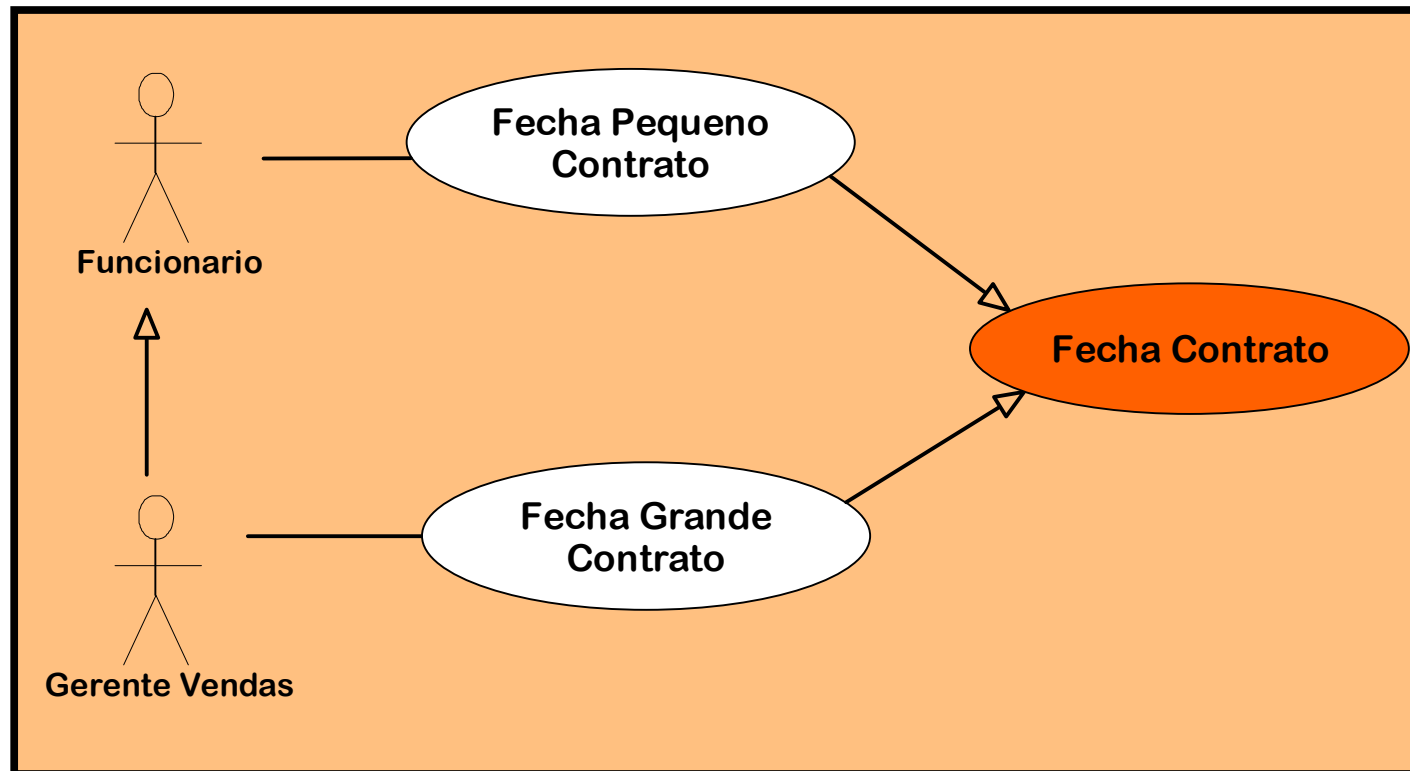 Fecha Pequeno
Contrato
Funcionario
Fecha Contrato
Fecha Grande
Contrato
Gerente Vendas